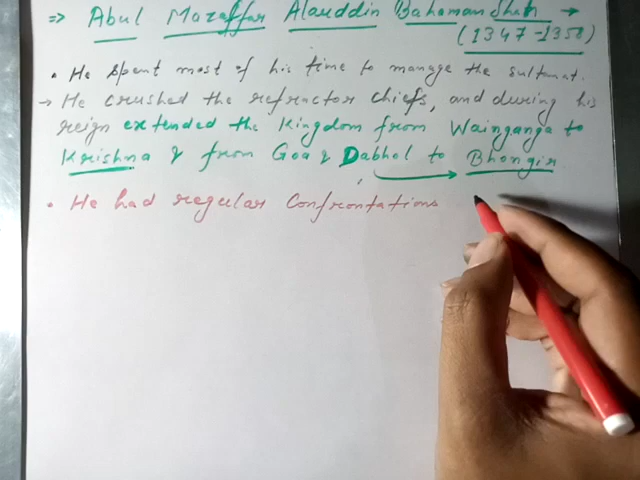 => Abul Mozaffar Alauddin Bahaman Shah →
(1347-1358)
• He spent most of his time to manage the sultanat.
→ He crushed the refractor chiefs, and during his
reign extended the Kingdom from Wainganga to
Krishna & from Goa & Dabhol to Bhongir
• He had regular Confrontations